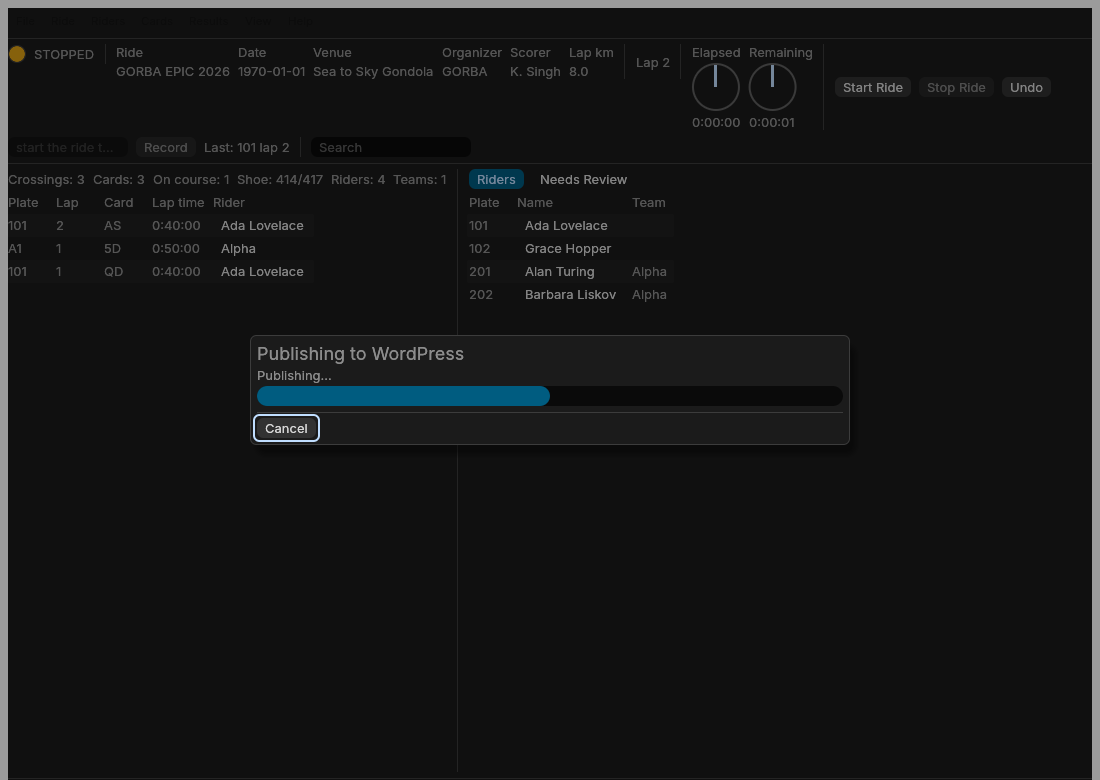 STOPPED
Ride Date Venue Organizer Scorer Lap km
GORBA EPIC 2026 1970-01-01 Sea to Sky Gondola GORBA K. Singh 8.0
Lap 2
Elapsed Remaining
0:00:00 0:00:01
Start Ride Stop Ride Undo
start the ride t... Record Last: 101 lap 2 Search
Crossings: 3 Cards: 3 On course: 1 Shoe: 414/417 Riders: 4 Teams: 1
Plate Lap Card Lap time Rider
101 2 AS 0:40:00 Ada Lovelace
A1 1 5D 0:50:00 Alpha
101 1 QD 0:40:00 Ada Lovelace
Riders Needs Review
Plate Name Team
101 Ada Lovelace
102 Grace Hopper
201 Alan Turing Alpha
202 Barbara Liskov Alpha
Publishing to WordPress
Publishing...
Cancel